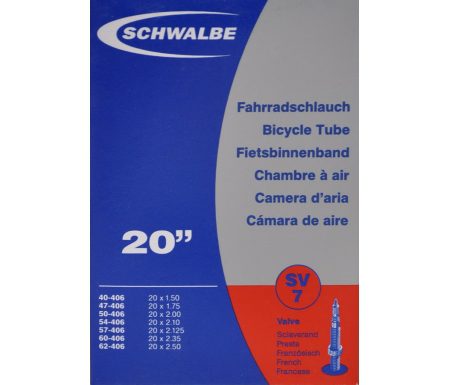 SCHWALBE
Fahrradschlauch
Bicycle Tube
Fietsbinnenband
Chambre à air
Camera d'aria
Cámara de aire
20”
SV
7
40-406 20 x 1.50
47-406 20 x 1.75
50-406 20 x 2.00
54-406 20 x 2.10
57-406 20 x 2.125
60-406 20 x 2.35
62-406 20 x 2.50
Valve
Sclaverand
Presta
Französisch
French
Francese